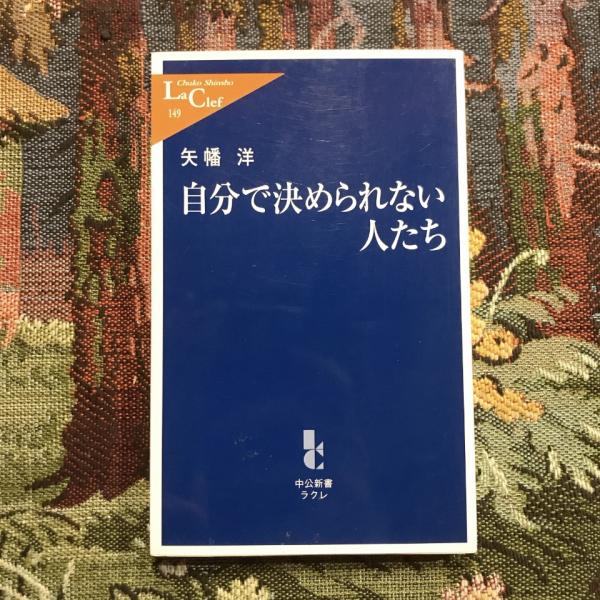 Chuko Shinsho
La Clef
149
矢幡 洋
自分で決められない
人たち
LC
中公新書
ラクレ